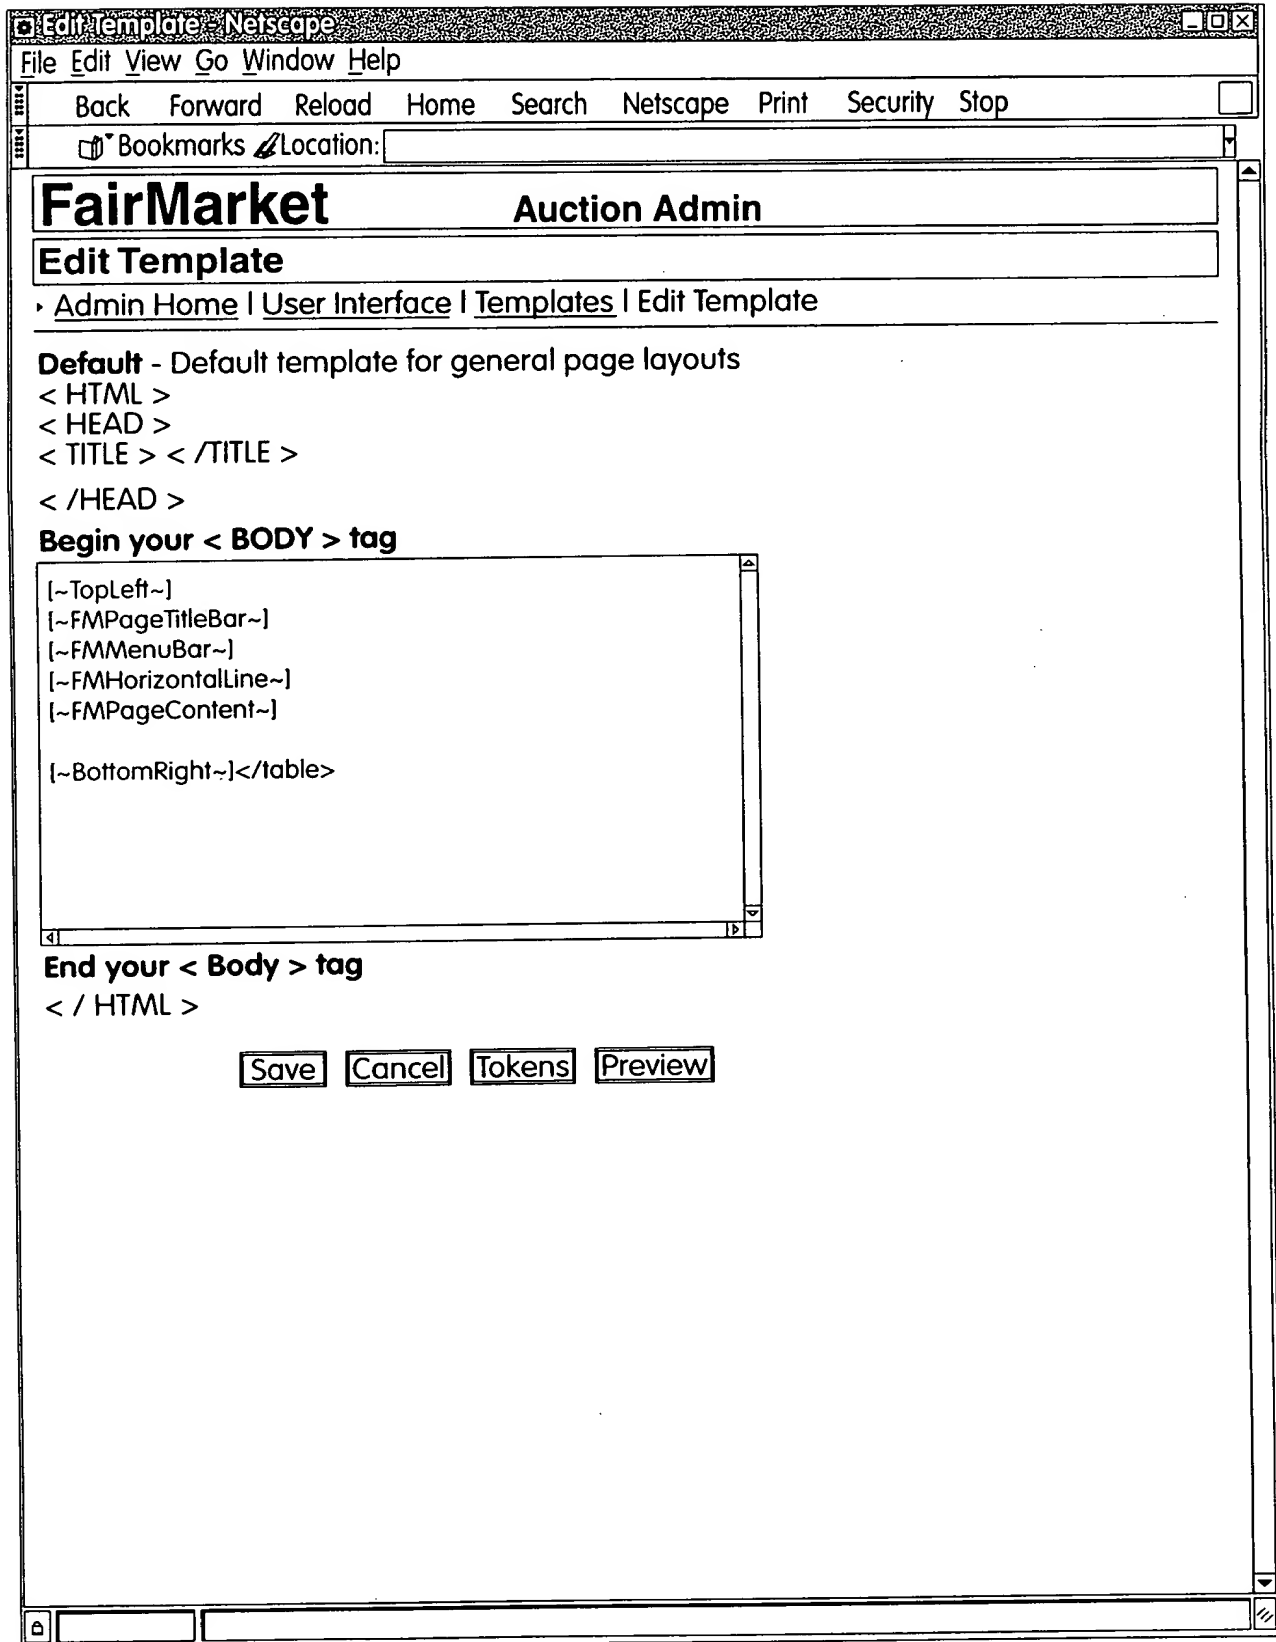 Edit Template - Netscape
File Edit View Go Window Help
Back Forward Reload Home Search Netscape Print Security Stop
Bookmarks Location:
FairMarket Auction Admin
Edit Template
Admin Home | User Interface | Templates | Edit Template
Default - Default template for general page layouts
< HTML >
< HEAD >
< TITLE > < /TITLE >
< /HEAD >
Begin your < BODY > tag
[~TopLeft~]
[~FMPageTitleBar~]
[~FMMenuBar~]
[~FMHorizontalLine~]
[~FMPageContent~]
[~BottomRight~]</table>
End your < Body > tag
< / HTML >
Save Cancel Tokens Preview